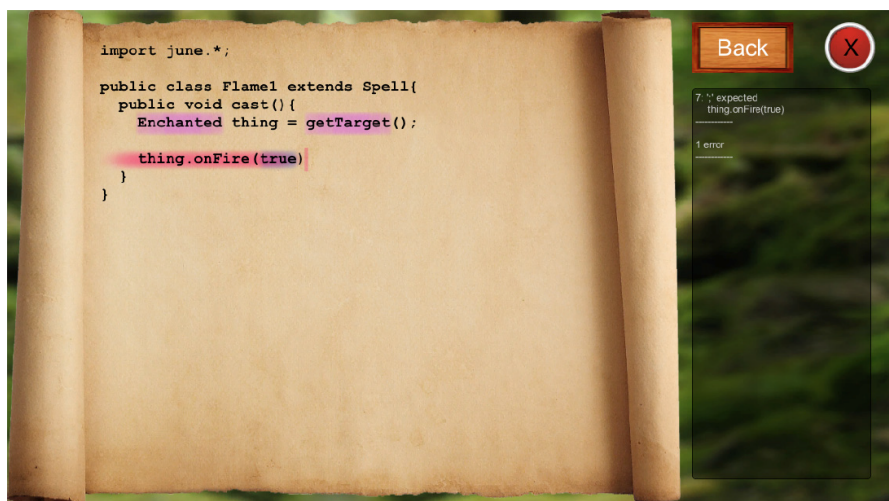 import june.*;
public class Flame1 extends Spell{
public void cast(){
Enchanted thing = getTarget();
thing.onFire(true)
}
}
Back
X
7: ';' expected
thing.onFire(true)
------------
1 error
------------